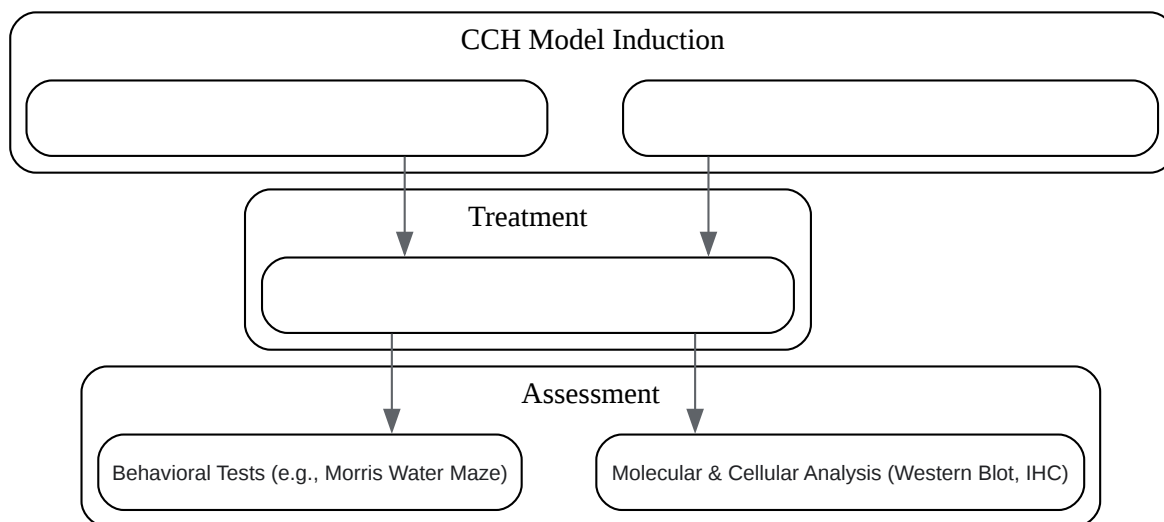 CCH Model Induction
Treatment
Assessment
Behavioral Tests (e.g., Morris Water Maze)
Molecular & Cellular Analysis (Western Blot, IHC)